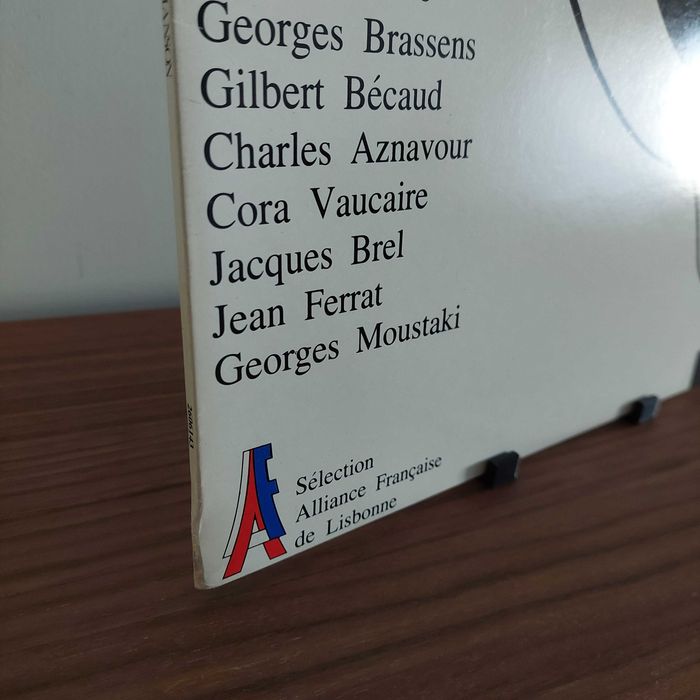 Georges Brassens
Gilbert Bécaud
Charles Aznavour
Cora Vaucaire
Jacques Brel
Jean Ferrat
Georges Moustaki
AF
Sélection
Alliance Française
de Lisbonne